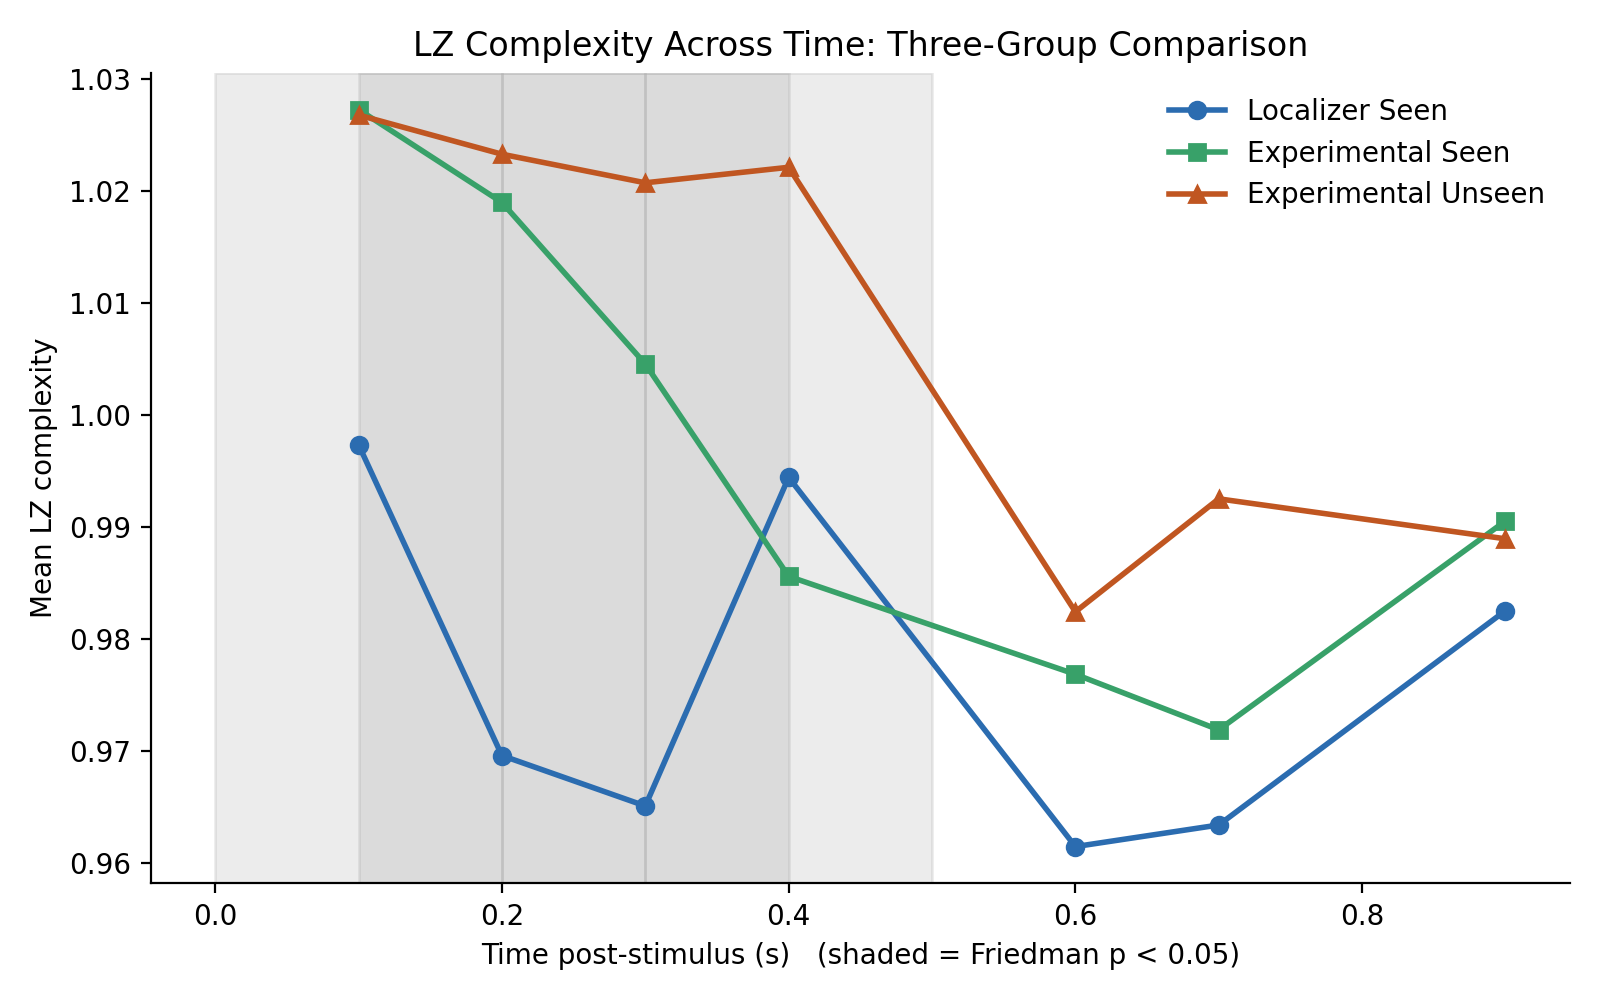 LZ Complexity Across Time: Three-Group Comparison
Localizer Seen
Experimental Seen
Experimental Unseen
Mean LZ complexity
1.03
1.02
1.01
1.00
0.99
0.98
0.97
0.96
0.0 0.2 0.4 0.6 0.8
Time post-stimulus (s) (shaded = Friedman p < 0.05)